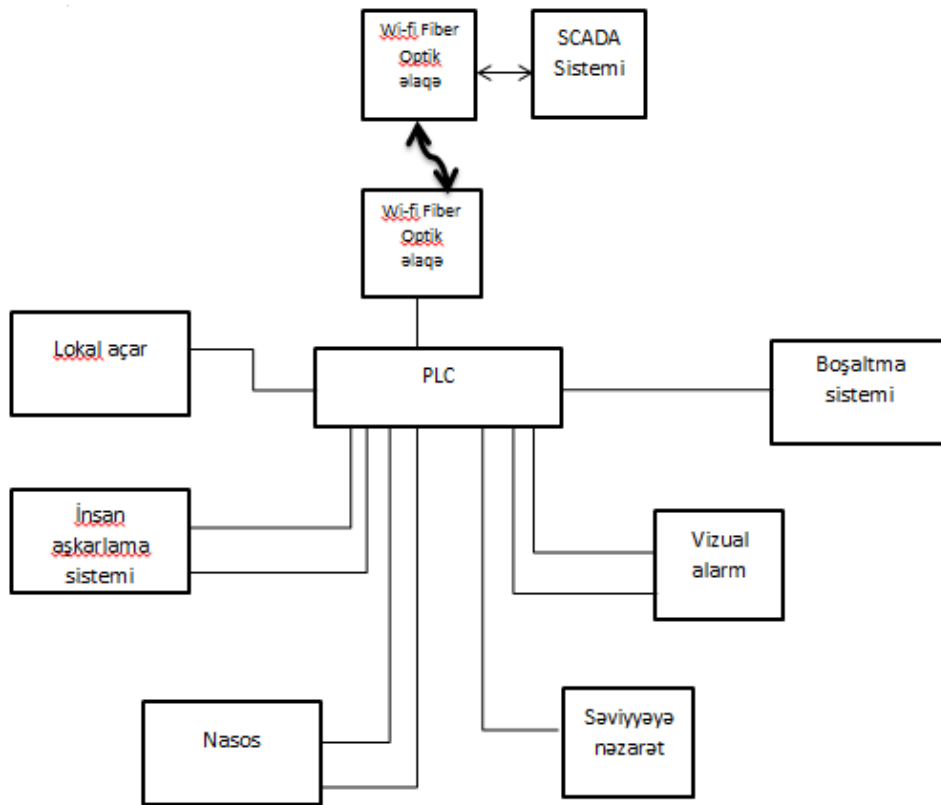 Wi-fi Fiber
Optik
əlaqə
SCADA
Sistemi
Wi-fi Fiber
Optik
əlaqə
Lokal açar
PLC
Boşaltma
sistemi
İnsan
aşkarlama
sistemi
Vizual
alarm
Nasos
Səviyyəyə
nəzarət